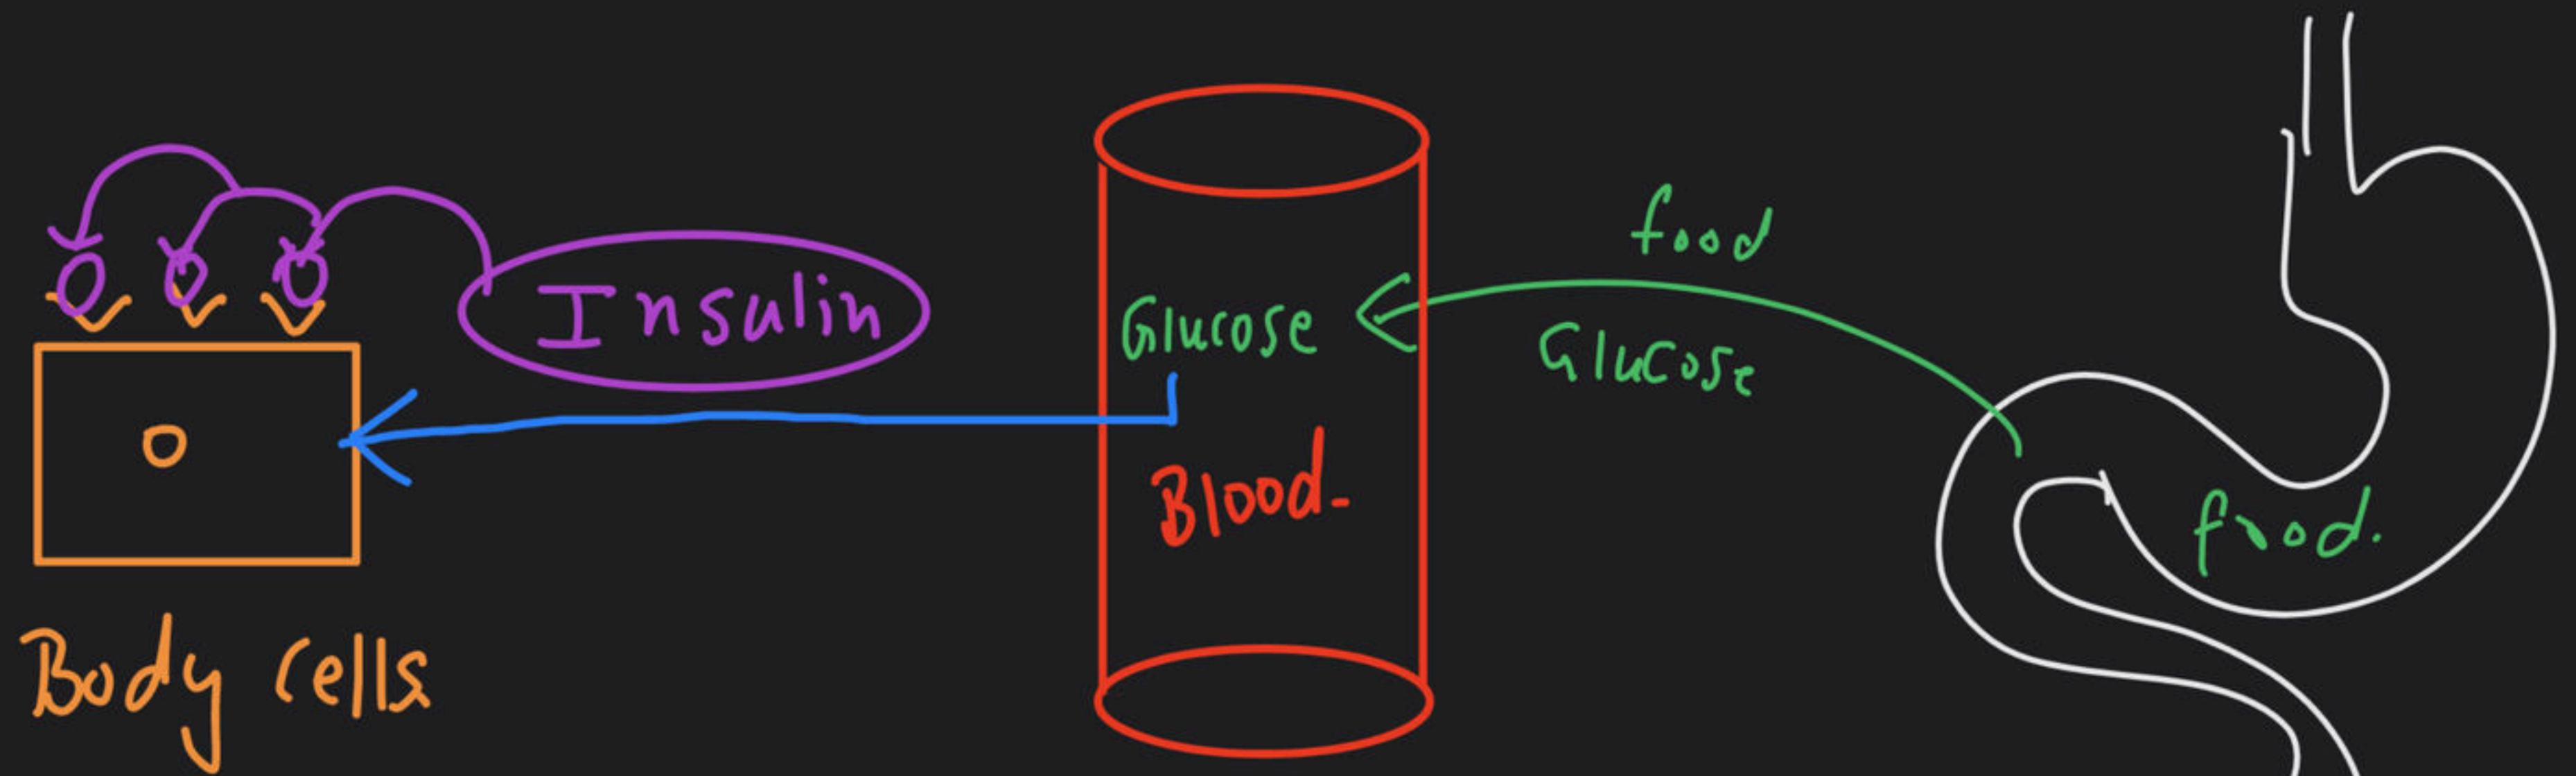 Insulin
Body cells
Glucose
Blood-
food
Glucose
food.